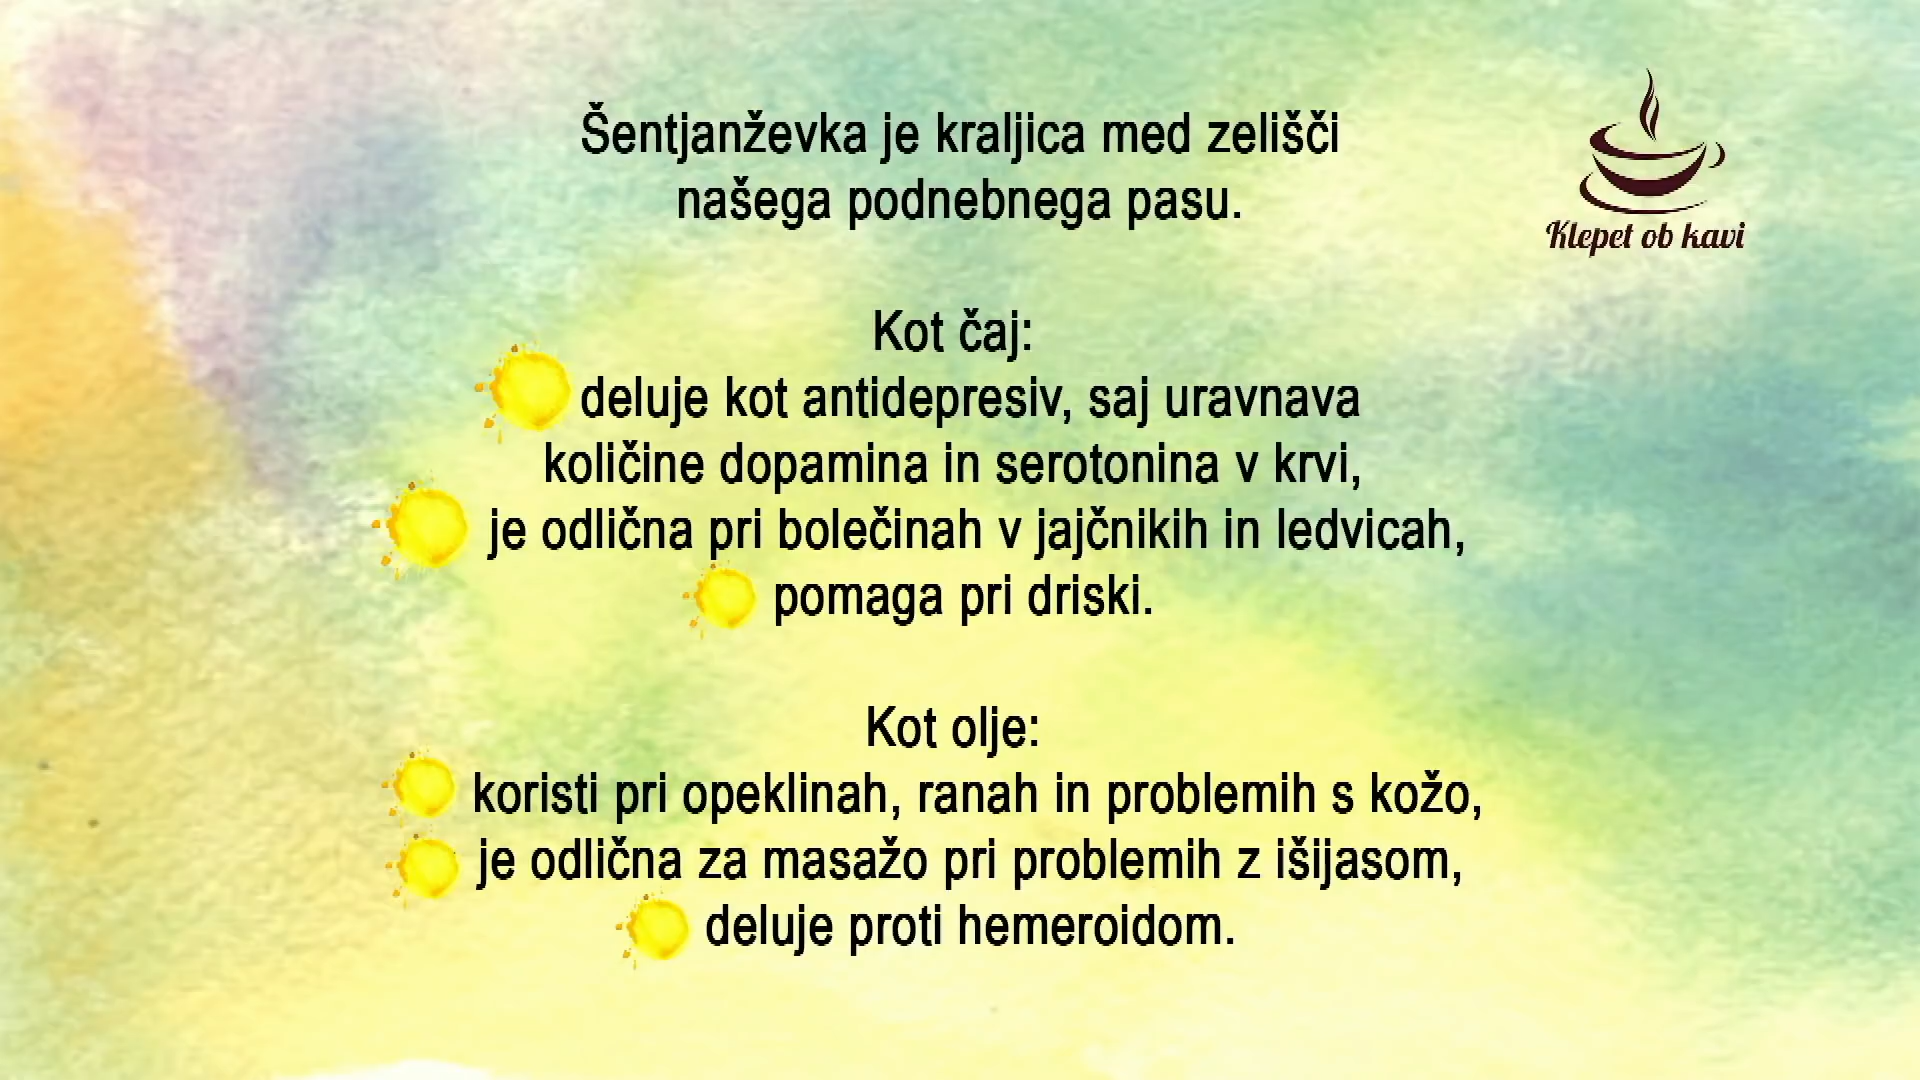 Šentjanževka je kraljica med zelišči
našega podnebnega pasu.
Klepet ob kavi
Kot čaj:
deluje kot antidepresiv, saj uravnava
količine dopamina in serotonina v krvi,
je odlična pri bolečinah v jajčnikih in ledvicah,
pomaga pri driski.
Kot olje:
koristi pri opeklinah, ranah in problemih s kožo,
je odlična za masažo pri problemih z išijasom,
deluje proti hemeroidom.